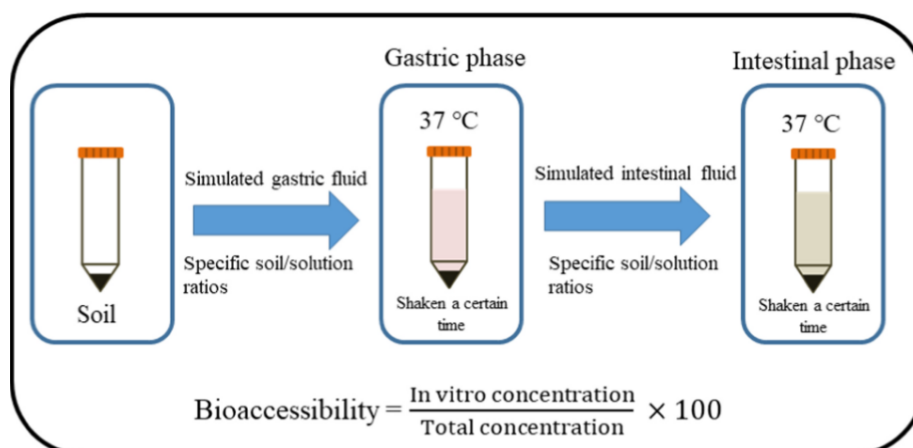 Gastric phase
Intestinal phase
37 °C
37 °C
Simulated gastric fluid
Simulated intestinal fluid
Specific soil/solution
ratios
Specific soil/solution
ratios
Soil
Shaken a certain
time
Shaken a certain
time
Bioaccessibility = In vitro concentration / Total concentration × 100